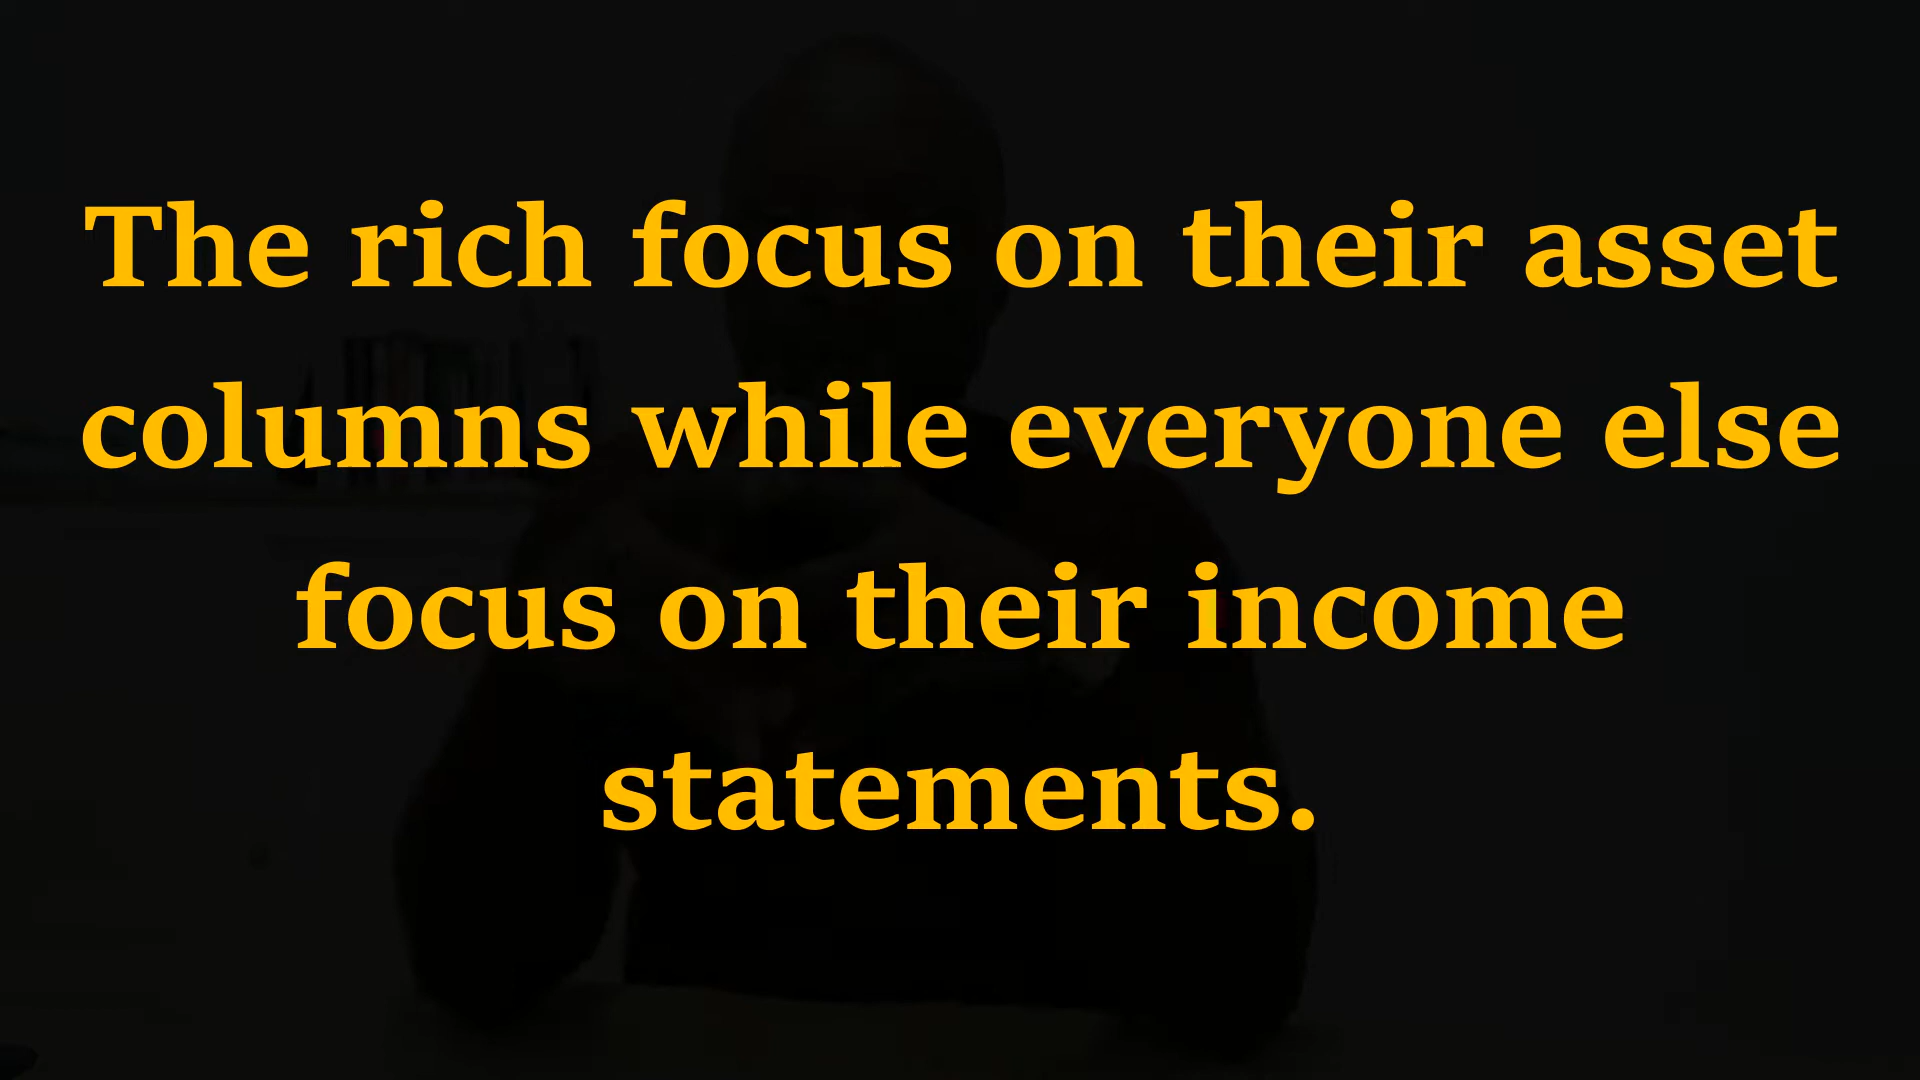 The rich focus on their asset
columns while everyone else
focus on their income
statements.